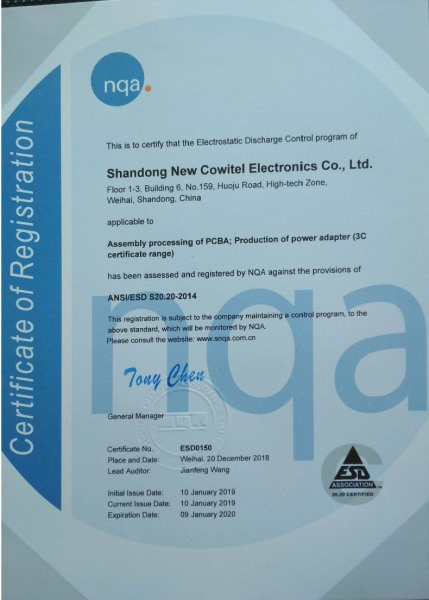 Certificate of Registration
nqa.
This is to certify that the Electrostatic Discharge Control program of
Shandong New Cowitel Electronics Co., Ltd.
Floor 1-3, Building 6, No.159, Huoju Road, High-tech Zone,
Weihai, Shandong, China
applicable to
Assembly processing of PCBA; Production of power adapter (3C
certificate range)
has been assessed and registered by NQA against the provisions of
ANSI/ESD S20.20-2014
This registration is subject to the company maintaining a control program, to the
above standard, which will be monitored by NQA.
Please consult the website: www.snqa.com.cn
nqa
Tony Chen
General Manager
Certificate No. ESD0150
Place and Date: Weihai, 20 December 2018
Lead Auditor: Jianfeng Wang
Initial Issue Date: 10 January 2019
Current Issue Date: 10 January 2019
Expiration Date: 09 January 2020
ESD
ASSOCIATION
20.20 CERTIFIED